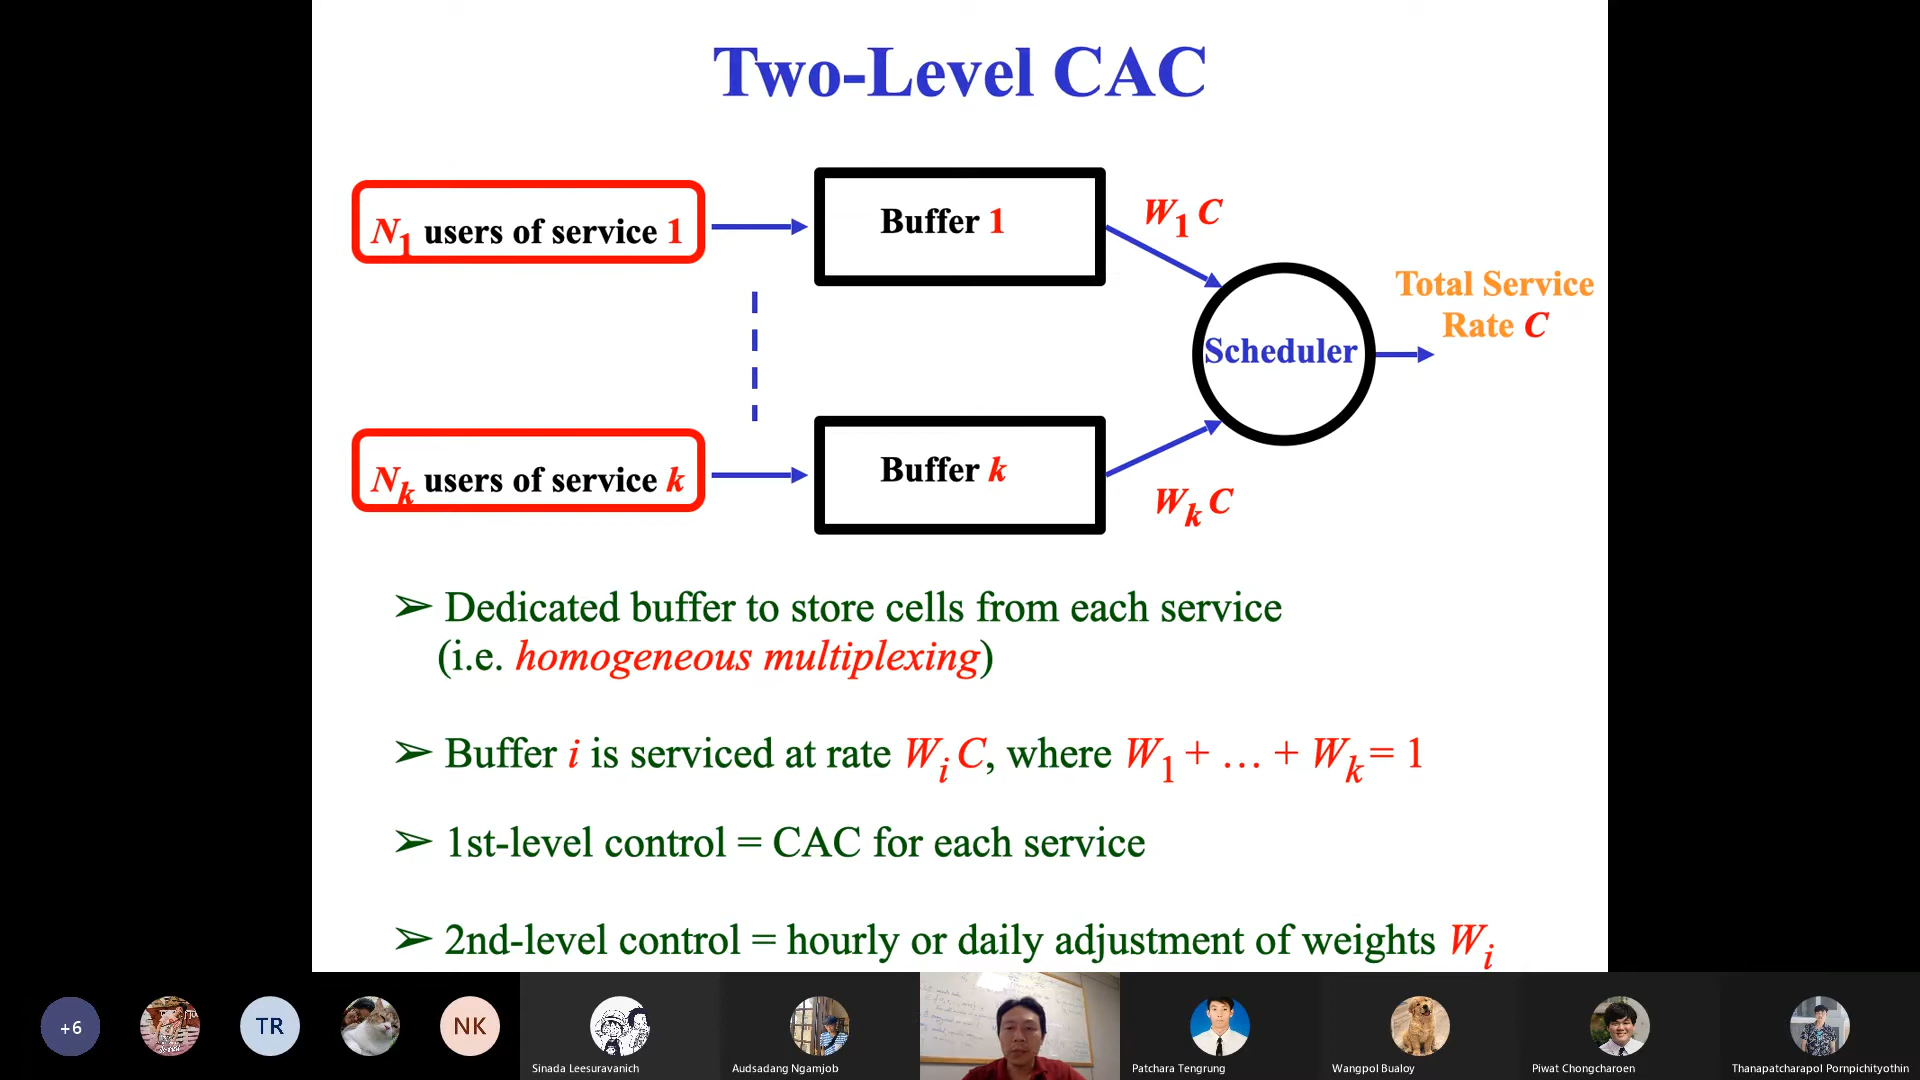 Two-Level CAC
N1 users of service 1
Buffer 1
W1 C
Total Service
Rate C
Scheduler
Nk users of service k
Buffer k
Wk C
➢ Dedicated buffer to store cells from each service
(i.e. homogeneous multiplexing)
➢ Buffer i is serviced at rate Wi C, where W1 + … + Wk = 1
➢ 1st-level control = CAC for each service
➢ 2nd-level control = hourly or daily adjustment of weights Wi
+6
TR
NK
Sinada Leesuravanich
Audsadang Ngamjob
Patchara Tengrung
Wangpol Bualoy
Piwat Chongcharoen
Thanapatcharapol Pornpichityothin